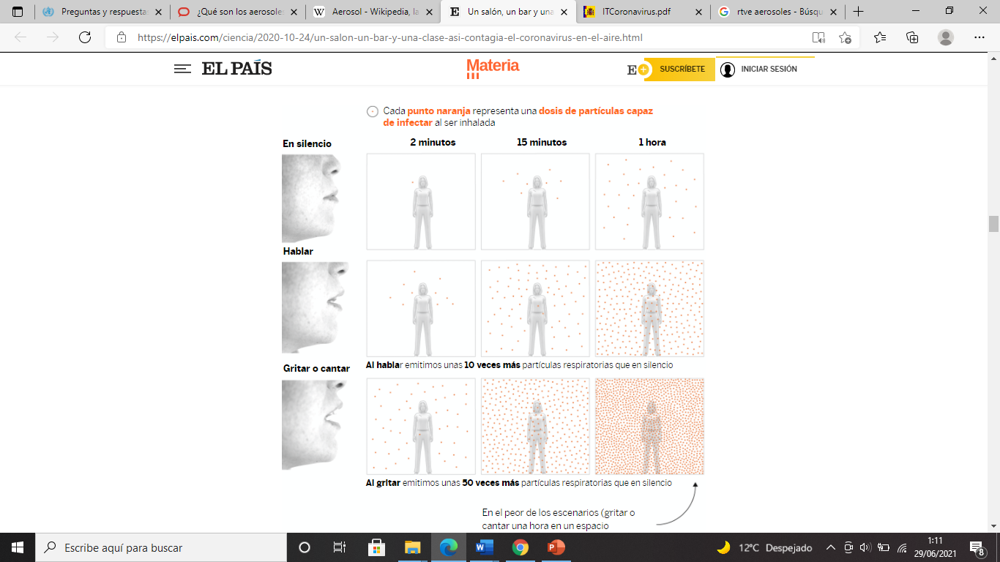 Preguntas y respuestas
¿Qué son los aerosole
Aerosol - Wikipedia, la
Un salón, un bar y una
ITCoronavirus.pdf
rtve aerosoles - Búsqu
https://elpais.com/ciencia/2020-10-24/un-salon-un-bar-y-una-clase-asi-contagia-el-coronavirus-en-el-aire.html
EL PAÍS
Materia
E+ SUSCRÍBETE
INICIAR SESIÓN
Cada punto naranja representa una dosis de partículas capaz
de infectar al ser inhalada
En silencio
2 minutos
15 minutos
1 hora
Hablar
Al hablar emitimos unas 10 veces más partículas respiratorias que en silencio
Gritar o cantar
Al gritar emitimos unas 50 veces más partículas respiratorias que en silencio
En el peor de los escenarios (gritar o
cantar una hora en un espacio
Escribe aquí para buscar
12°C Despejado
1:11
29/06/2021
8